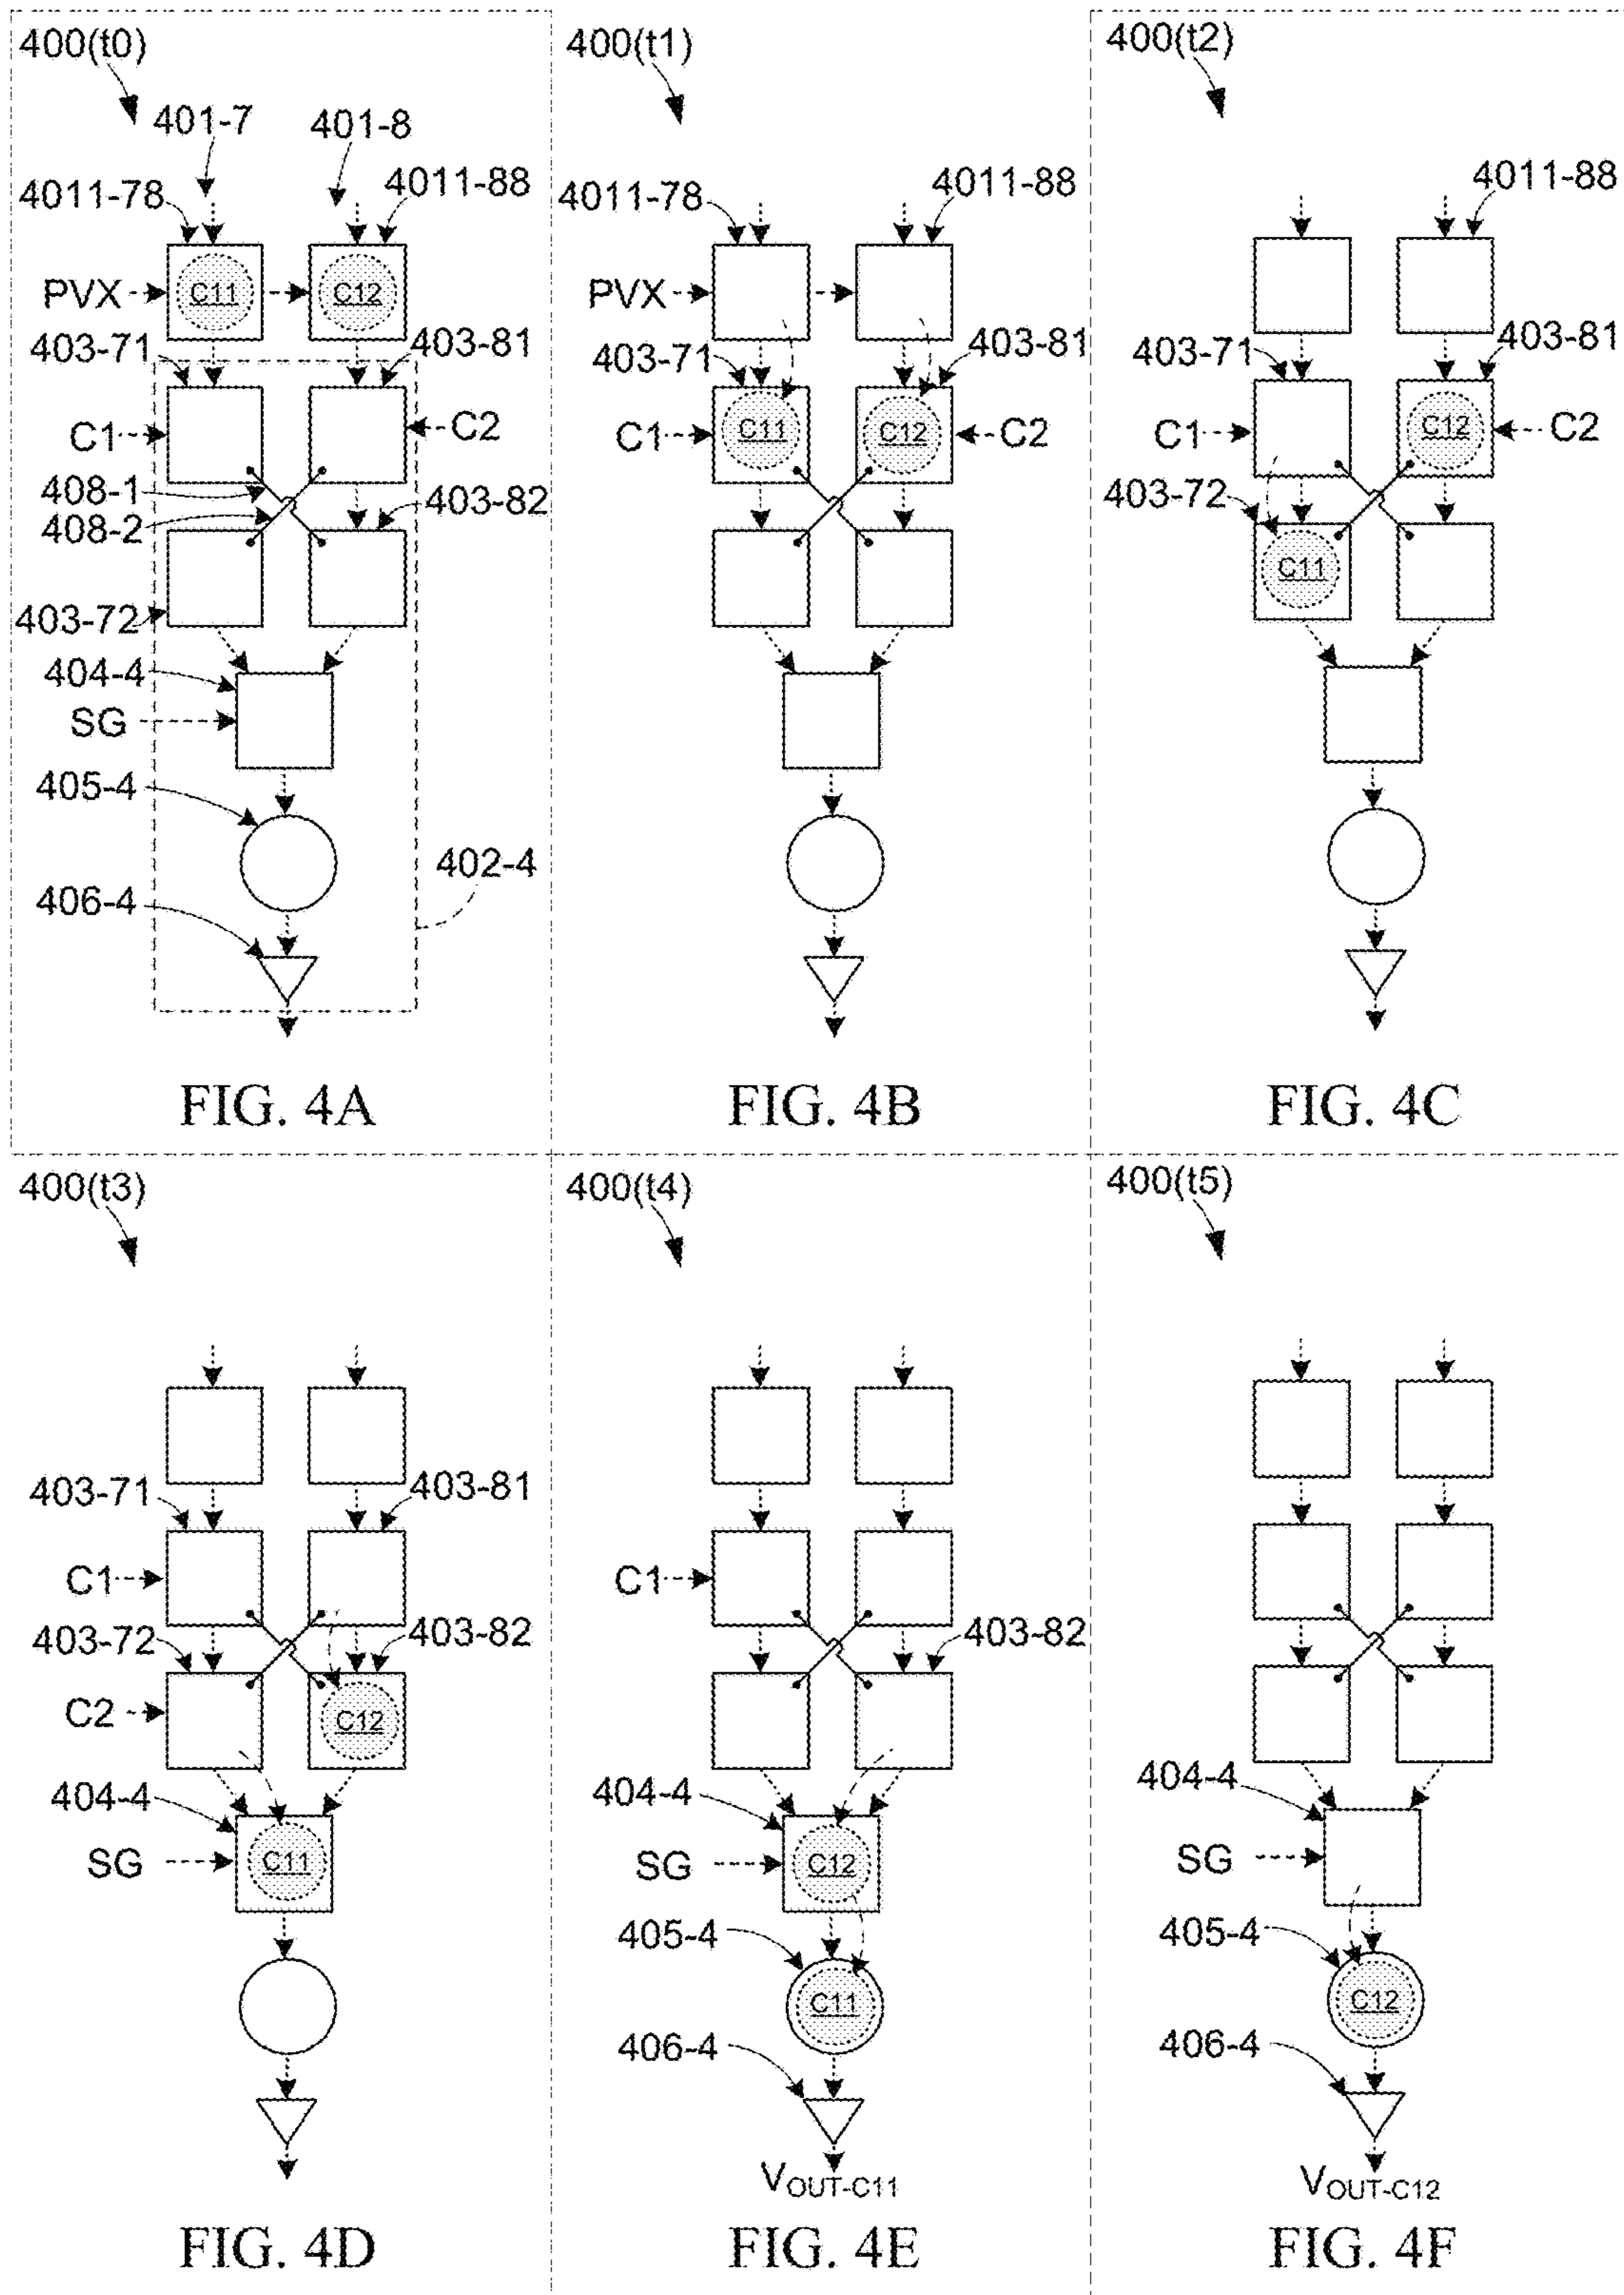 400(t0)
401-7
401-8
4011-78
4011-88
PVX
C11
C12
403-71
403-81
C1
C2
408-1
408-2
403-82
403-72
404-4
SG
405-4
402-4
406-4
FIG. 4A
400(t1)
4011-78
4011-88
PVX
403-71
403-81
C1
C11
C12
C2
FIG. 4B
400(t2)
4011-88
403-71
403-81
C1
C12
C2
403-72
C11
FIG. 4C
400(t3)
403-71
403-81
C1
403-72
403-82
C2
C12
404-4
SG
C11
FIG. 4D
400(t4)
C1
403-82
404-4
SG
C12
405-4
C11
406-4
VOUT-C11
FIG. 4E
400(t5)
404-4
SG
405-4
C12
406-4
VOUT-C12
FIG. 4F